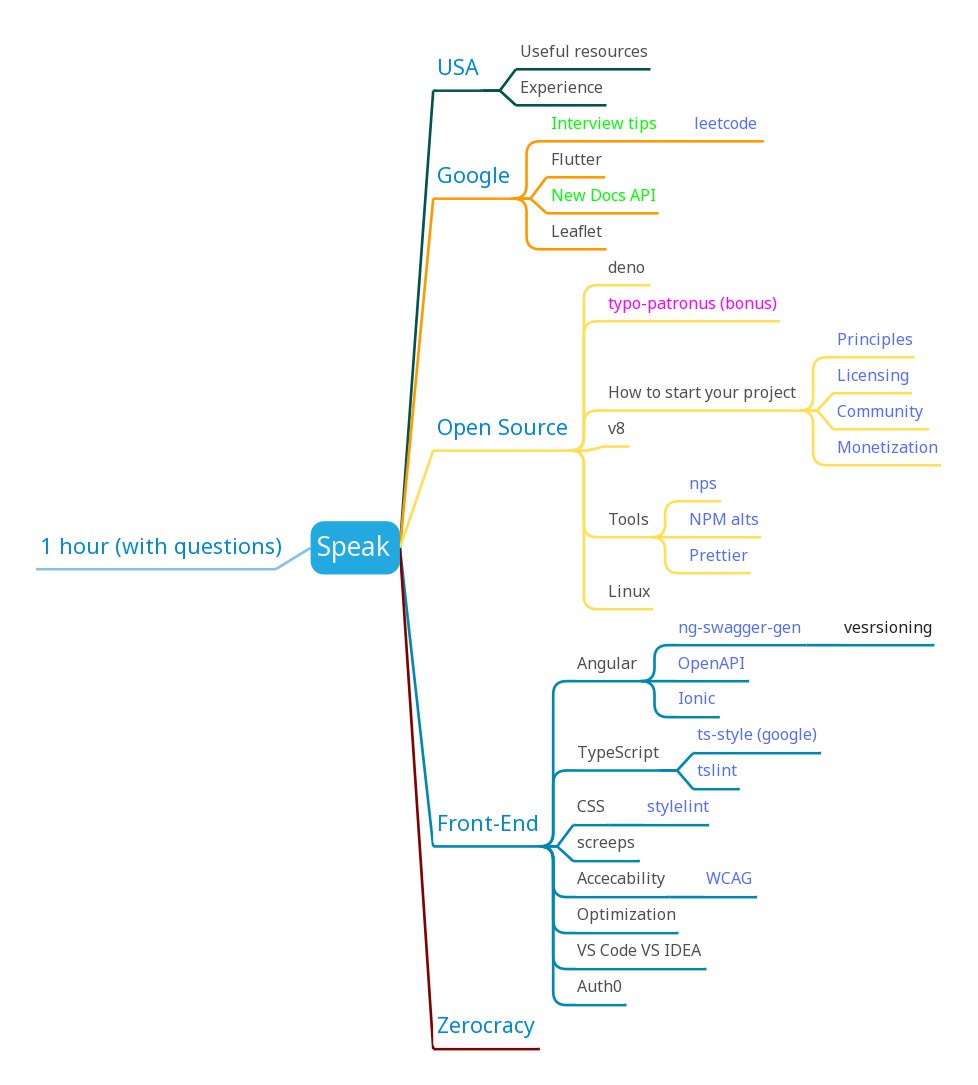 Speak
1 hour (with questions)
USA
Useful resources
Experience
Google
Interview tips
leetcode
Flutter
New Docs API
Leaflet
Open Source
deno
typo-patronus (bonus)
How to start your project
Principles
Licensing
Community
Monetization
v8
Tools
nps
NPM alts
Prettier
Linux
Front-End
Angular
ng-swagger-gen
vesrsioning
OpenAPI
Ionic
TypeScript
ts-style (google)
tslint
CSS
stylelint
screeps
Accecability
WCAG
Optimization
VS Code VS IDEA
Auth0
Zerocracy